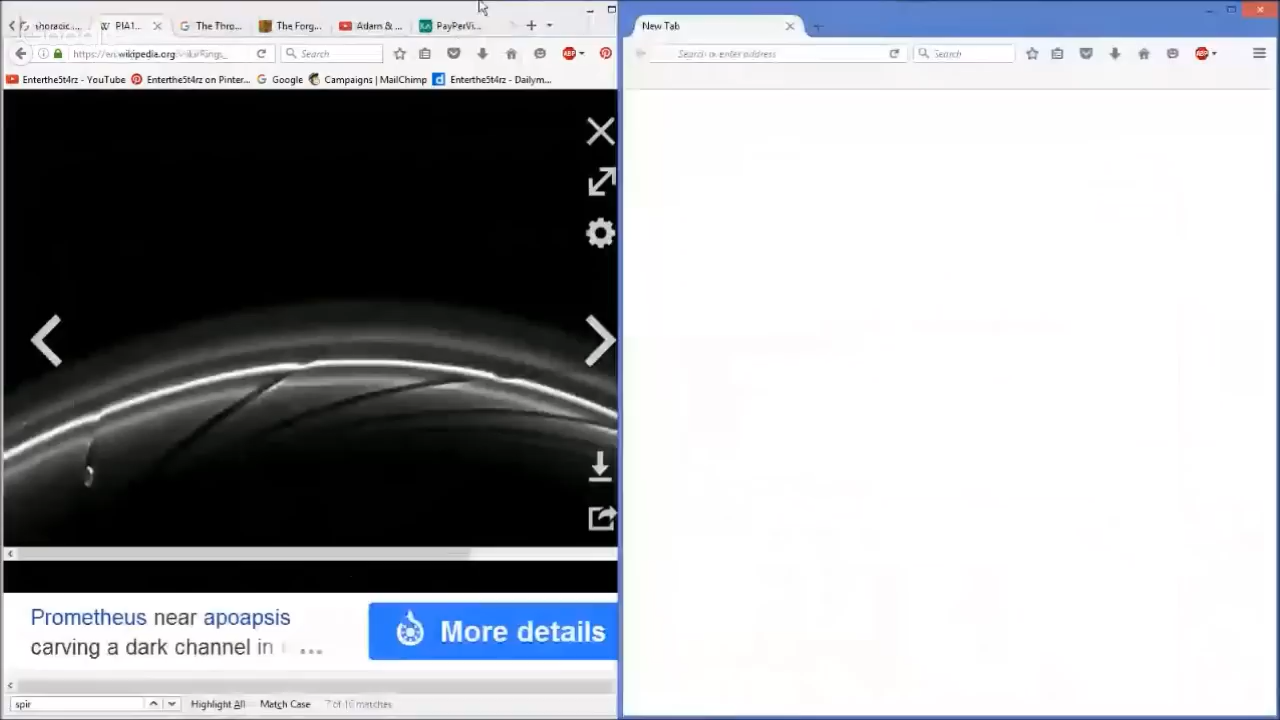 PIA1...
The Thro...
The Forg...
Adam & ...
PayPerVi...
New Tab
Search
Search or enter address
Search
Enterthe5t4rz - YouTube
Enterthe5t4rz on Pinter...
Google
Campaigns | MailChimp
Enterthe5t4rz - Dailym...
Prometheus near apoapsis
carving a dark channel in ...
More details
spir
Highlight All
Match Case